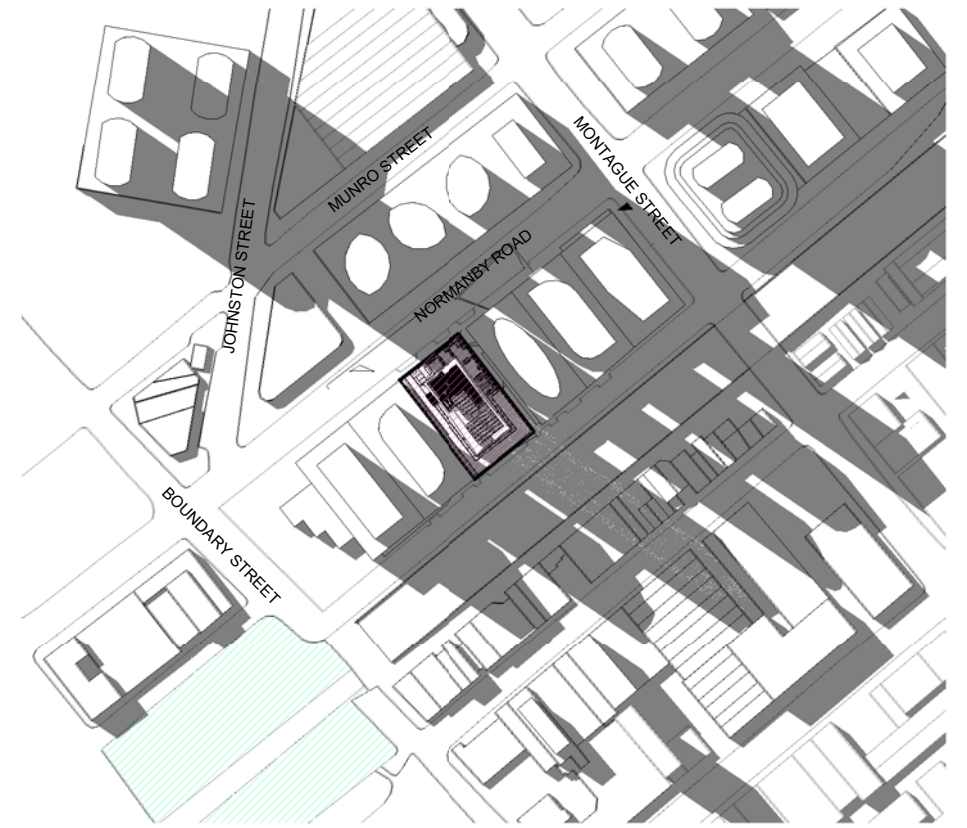 MONTAGUE STREET
MUNRO STREET
JOHNSTON STREET
NORMANBY ROAD
BOUNDARY STREET